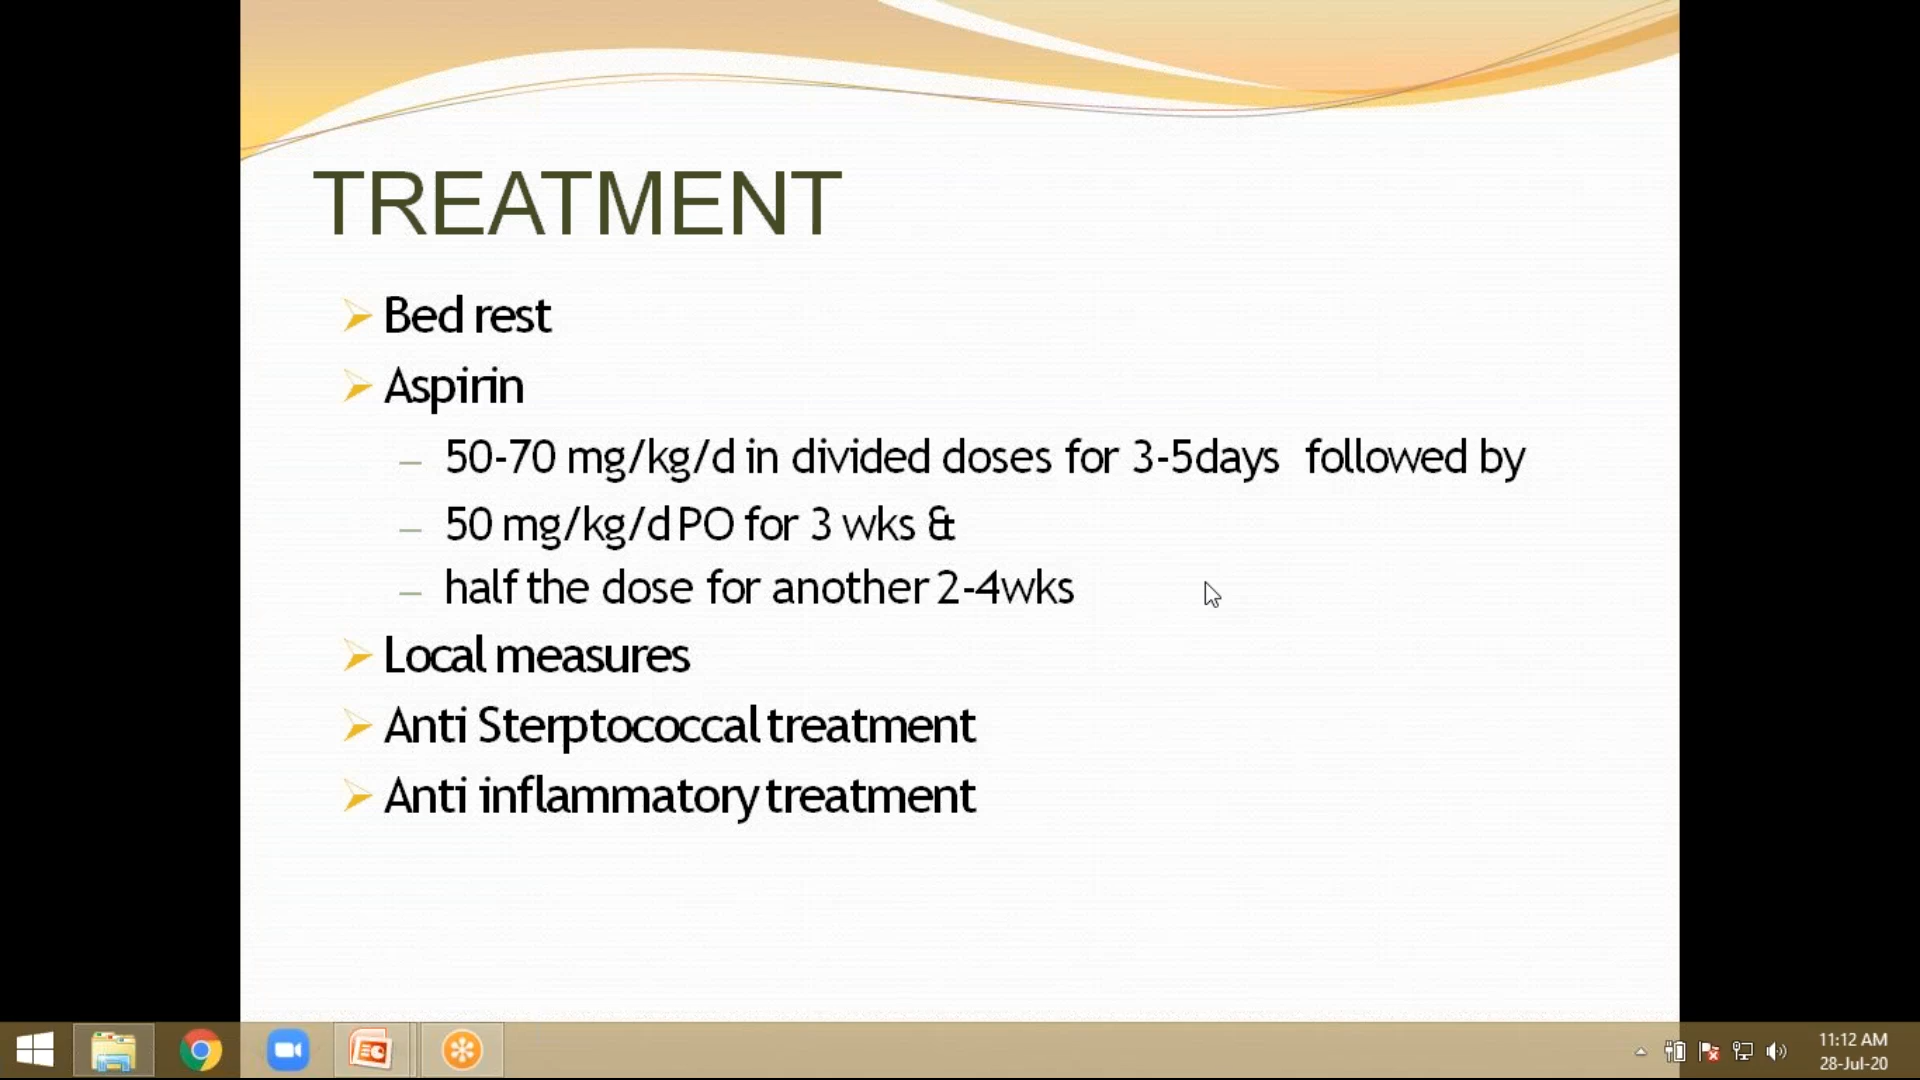 TREATMENT
Bed rest
Aspirin
– 50-70 mg/kg/d in divided doses for 3-5days followed by
– 50 mg/kg/d PO for 3 wks &
– half the dose for another 2-4wks
Local measures
Anti Sterptococcal treatment
Anti inflammatory treatment
11:12 AM
28-Jul-20